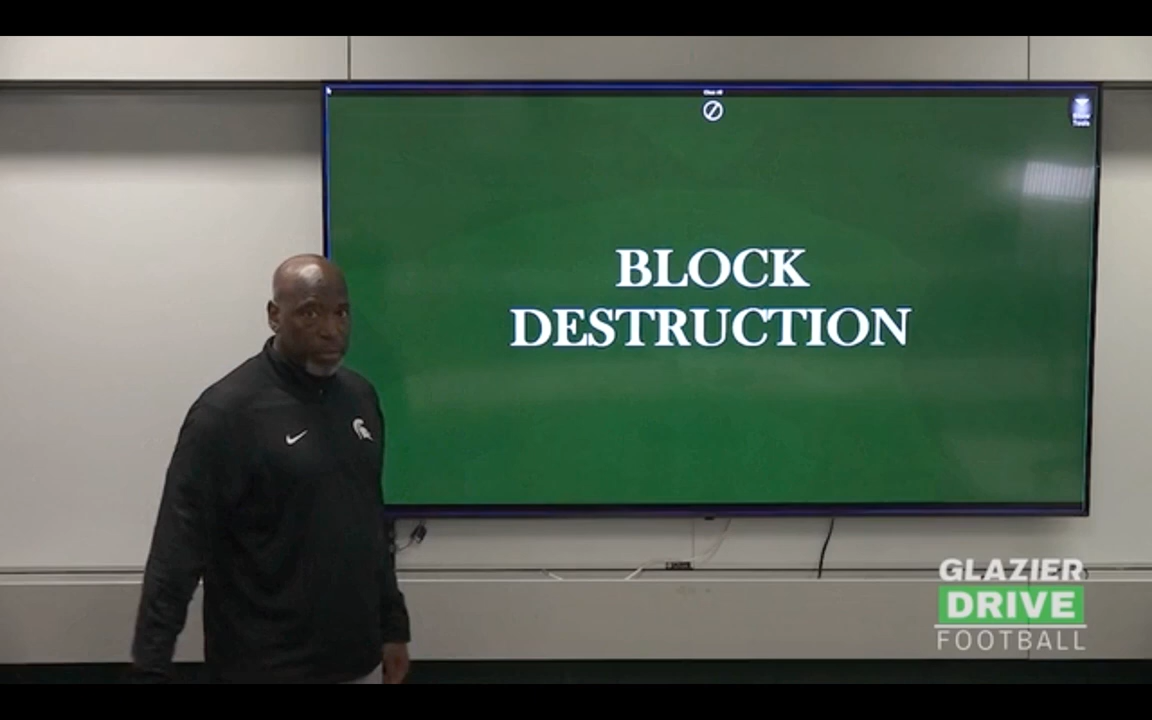 BLOCK
DESTRUCTION
GLAZIER
DRIVE
FOOTBALL